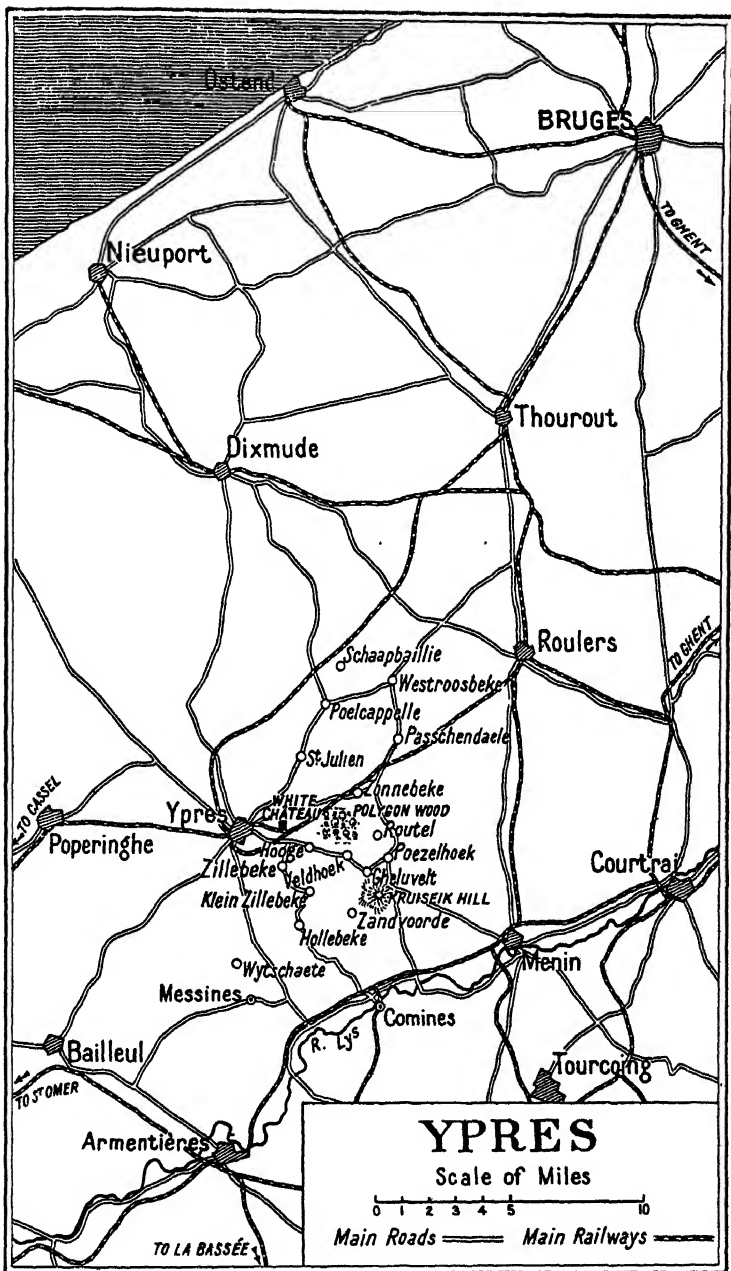 Ostend
BRUGES
TO GHENT
Nieuport
Thourout
Dixmude
Schaapbaillie
Roulers
TO GHENT
Westroosbeke
Poelcappelle
Passchendaele
St. Julien
Zonnebeke
WHITE
CHATEAU
POLYGON WOOD
TO CASSEL
Ypres
Routel
Poperinghe
Hooge
Poezelhoek
Zillebeke
Veldhoek
Gheluvelt
Courtrai
Klein Zillebeke
KRUISEIK HILL
Zandvoorde
Hollebeke
Menin
Wytschaete
Messines
Comines
Bailleul
R. Lys
Tourcoing
TO ST OMER
Armentières
TO LA BASSÉE
YPRES
Scale of Miles
0 1 2 3 4 5 10
Main Roads Main Railways